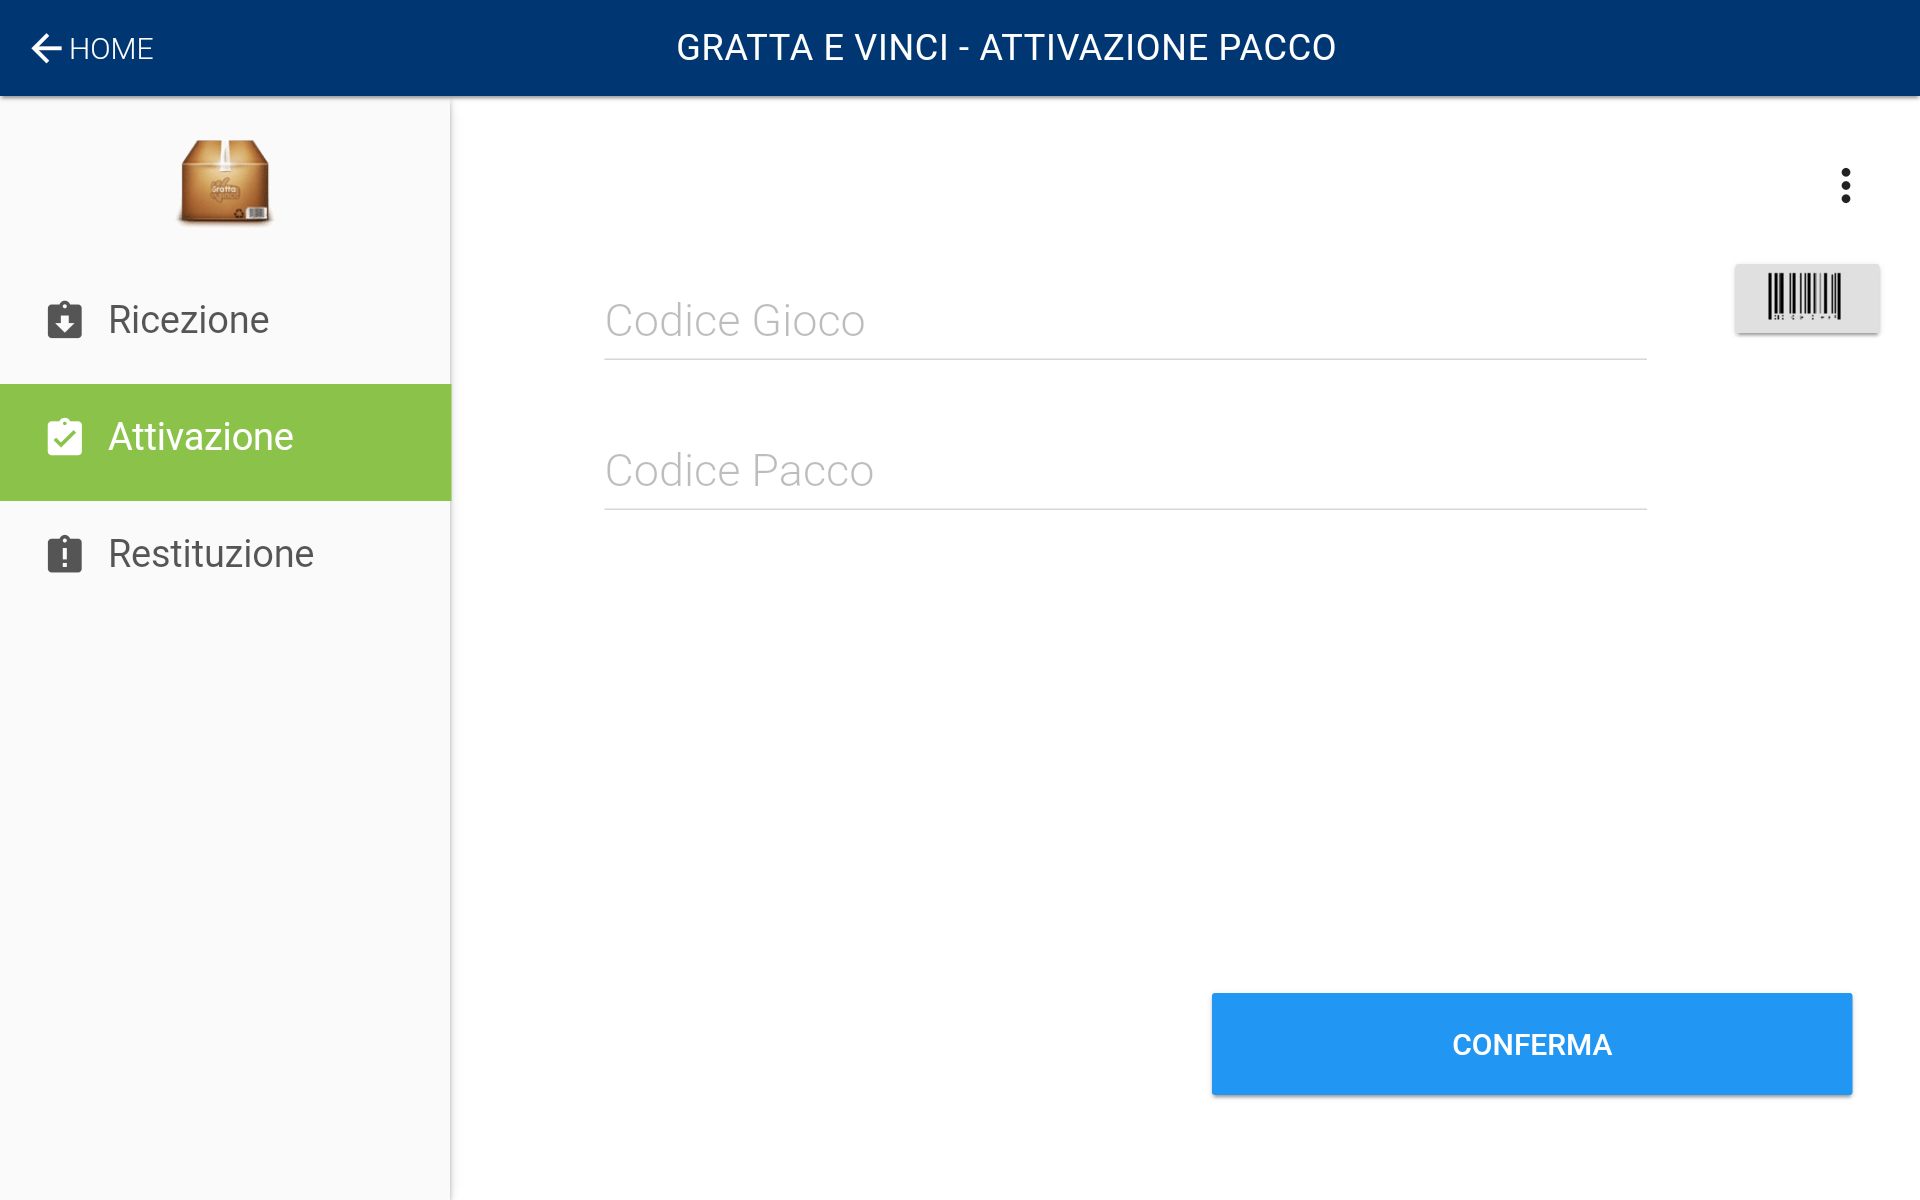 HOME
GRATTA E VINCI - ATTIVAZIONE PACCO
Gratta
Ricezione
Attivazione
Restituzione
Codice Gioco
Codice Pacco
CONFERMA